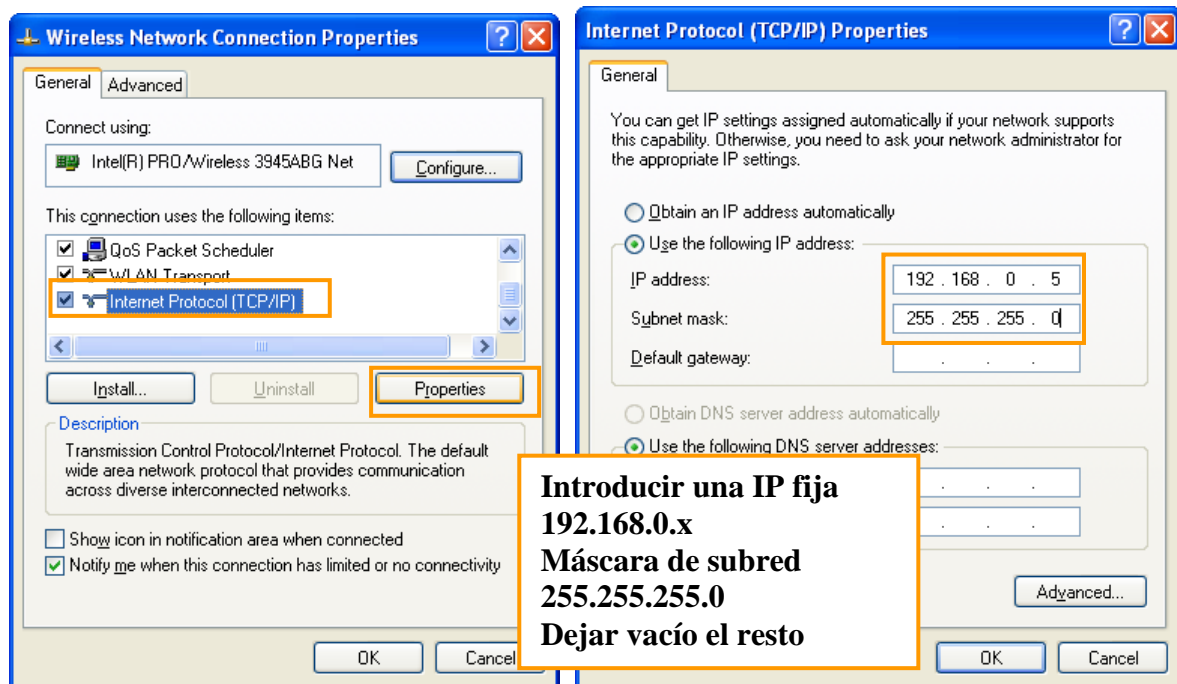 Wireless Network Connection Properties
General Advanced
Connect using:
Intel(R) PRO/Wireless 3945ABG Net
Configure...
This connection uses the following items:
QoS Packet Scheduler
WLAN Transport
Internet Protocol (TCP/IP)
Install... Uninstall Properties
Description
Transmission Control Protocol/Internet Protocol. The default
wide area network protocol that provides communication
across diverse interconnected networks.
Show icon in notification area when connected
Notify me when this connection has limited or no connectivity
OK Cancel
Internet Protocol (TCP/IP) Properties
General
You can get IP settings assigned automatically if your network supports
this capability. Otherwise, you need to ask your network administrator for
the appropriate IP settings.
Obtain an IP address automatically
Use the following IP address:
IP address: 192 . 168 . 0 . 5
Subnet mask: 255 . 255 . 255 . 0
Default gateway: . . .
Obtain DNS server address automatically
Use the following DNS server addresses:
. . .
. . .
Advanced...
OK Cancel
Introducir una IP fija
192.168.0.x
Máscara de subred
255.255.255.0
Dejar vacío el resto